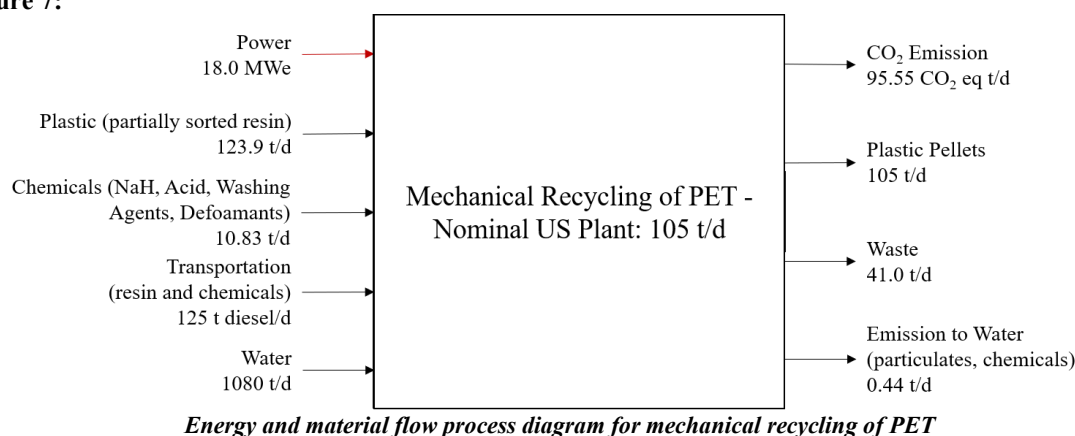 ure 7:
Power
18.0 MWe
Plastic (partially sorted resin)
123.9 t/d
Chemicals (NaH, Acid, Washing
Agents, Defoamants)
10.83 t/d
Transportation
(resin and chemicals)
125 t diesel/d
Water
1080 t/d
Mechanical Recycling of PET -
Nominal US Plant: 105 t/d
CO₂ Emission
95.55 CO₂ eq t/d
Plastic Pellets
105 t/d
Waste
41.0 t/d
Emission to Water
(particulates, chemicals)
0.44 t/d
Energy and material flow process diagram for mechanical recycling of PET